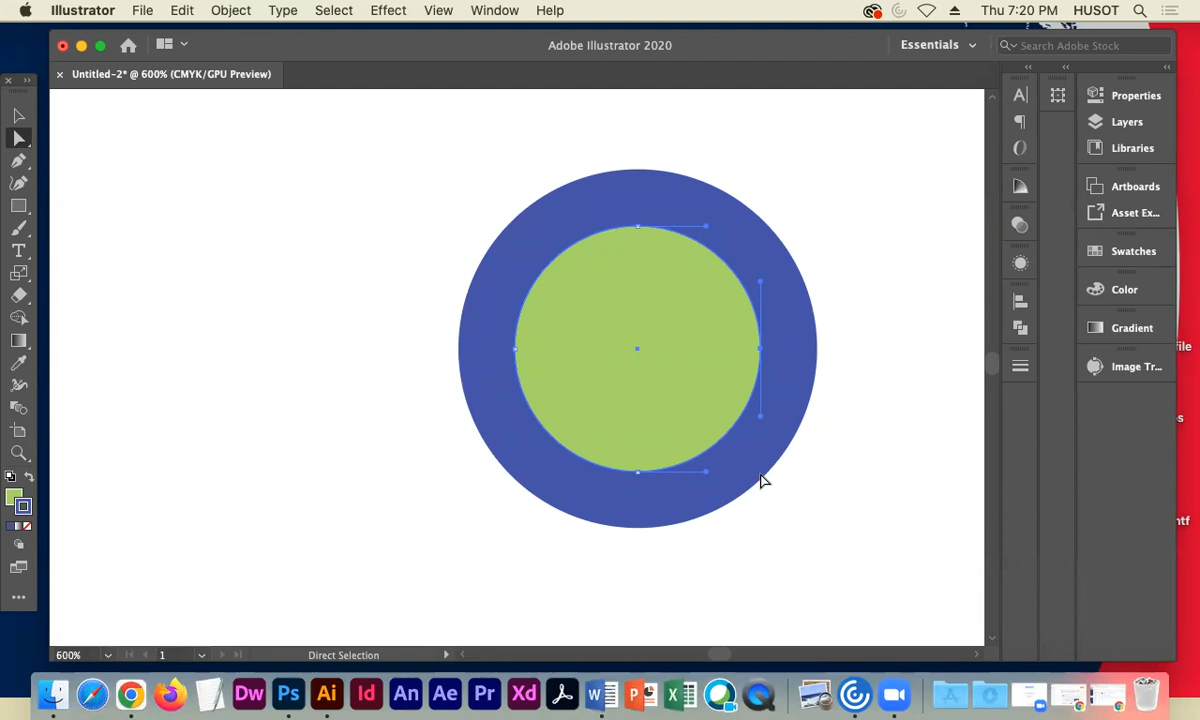 Illustrator File Edit Object Type Select Effect View Window Help Thu 7:20 PM HUSOT
Adobe Illustrator 2020 Essentials Search Adobe Stock
× Untitled-2* @ 600% (CMYK/GPU Preview)
Properties
Layers
Libraries
Artboards
Asset Ex...
Swatches
Color
Gradient
Image Tr...
file
s
ntf
600% 1 Direct Selection
Dw Ps Ai Id An Ae Pr Xd W P X